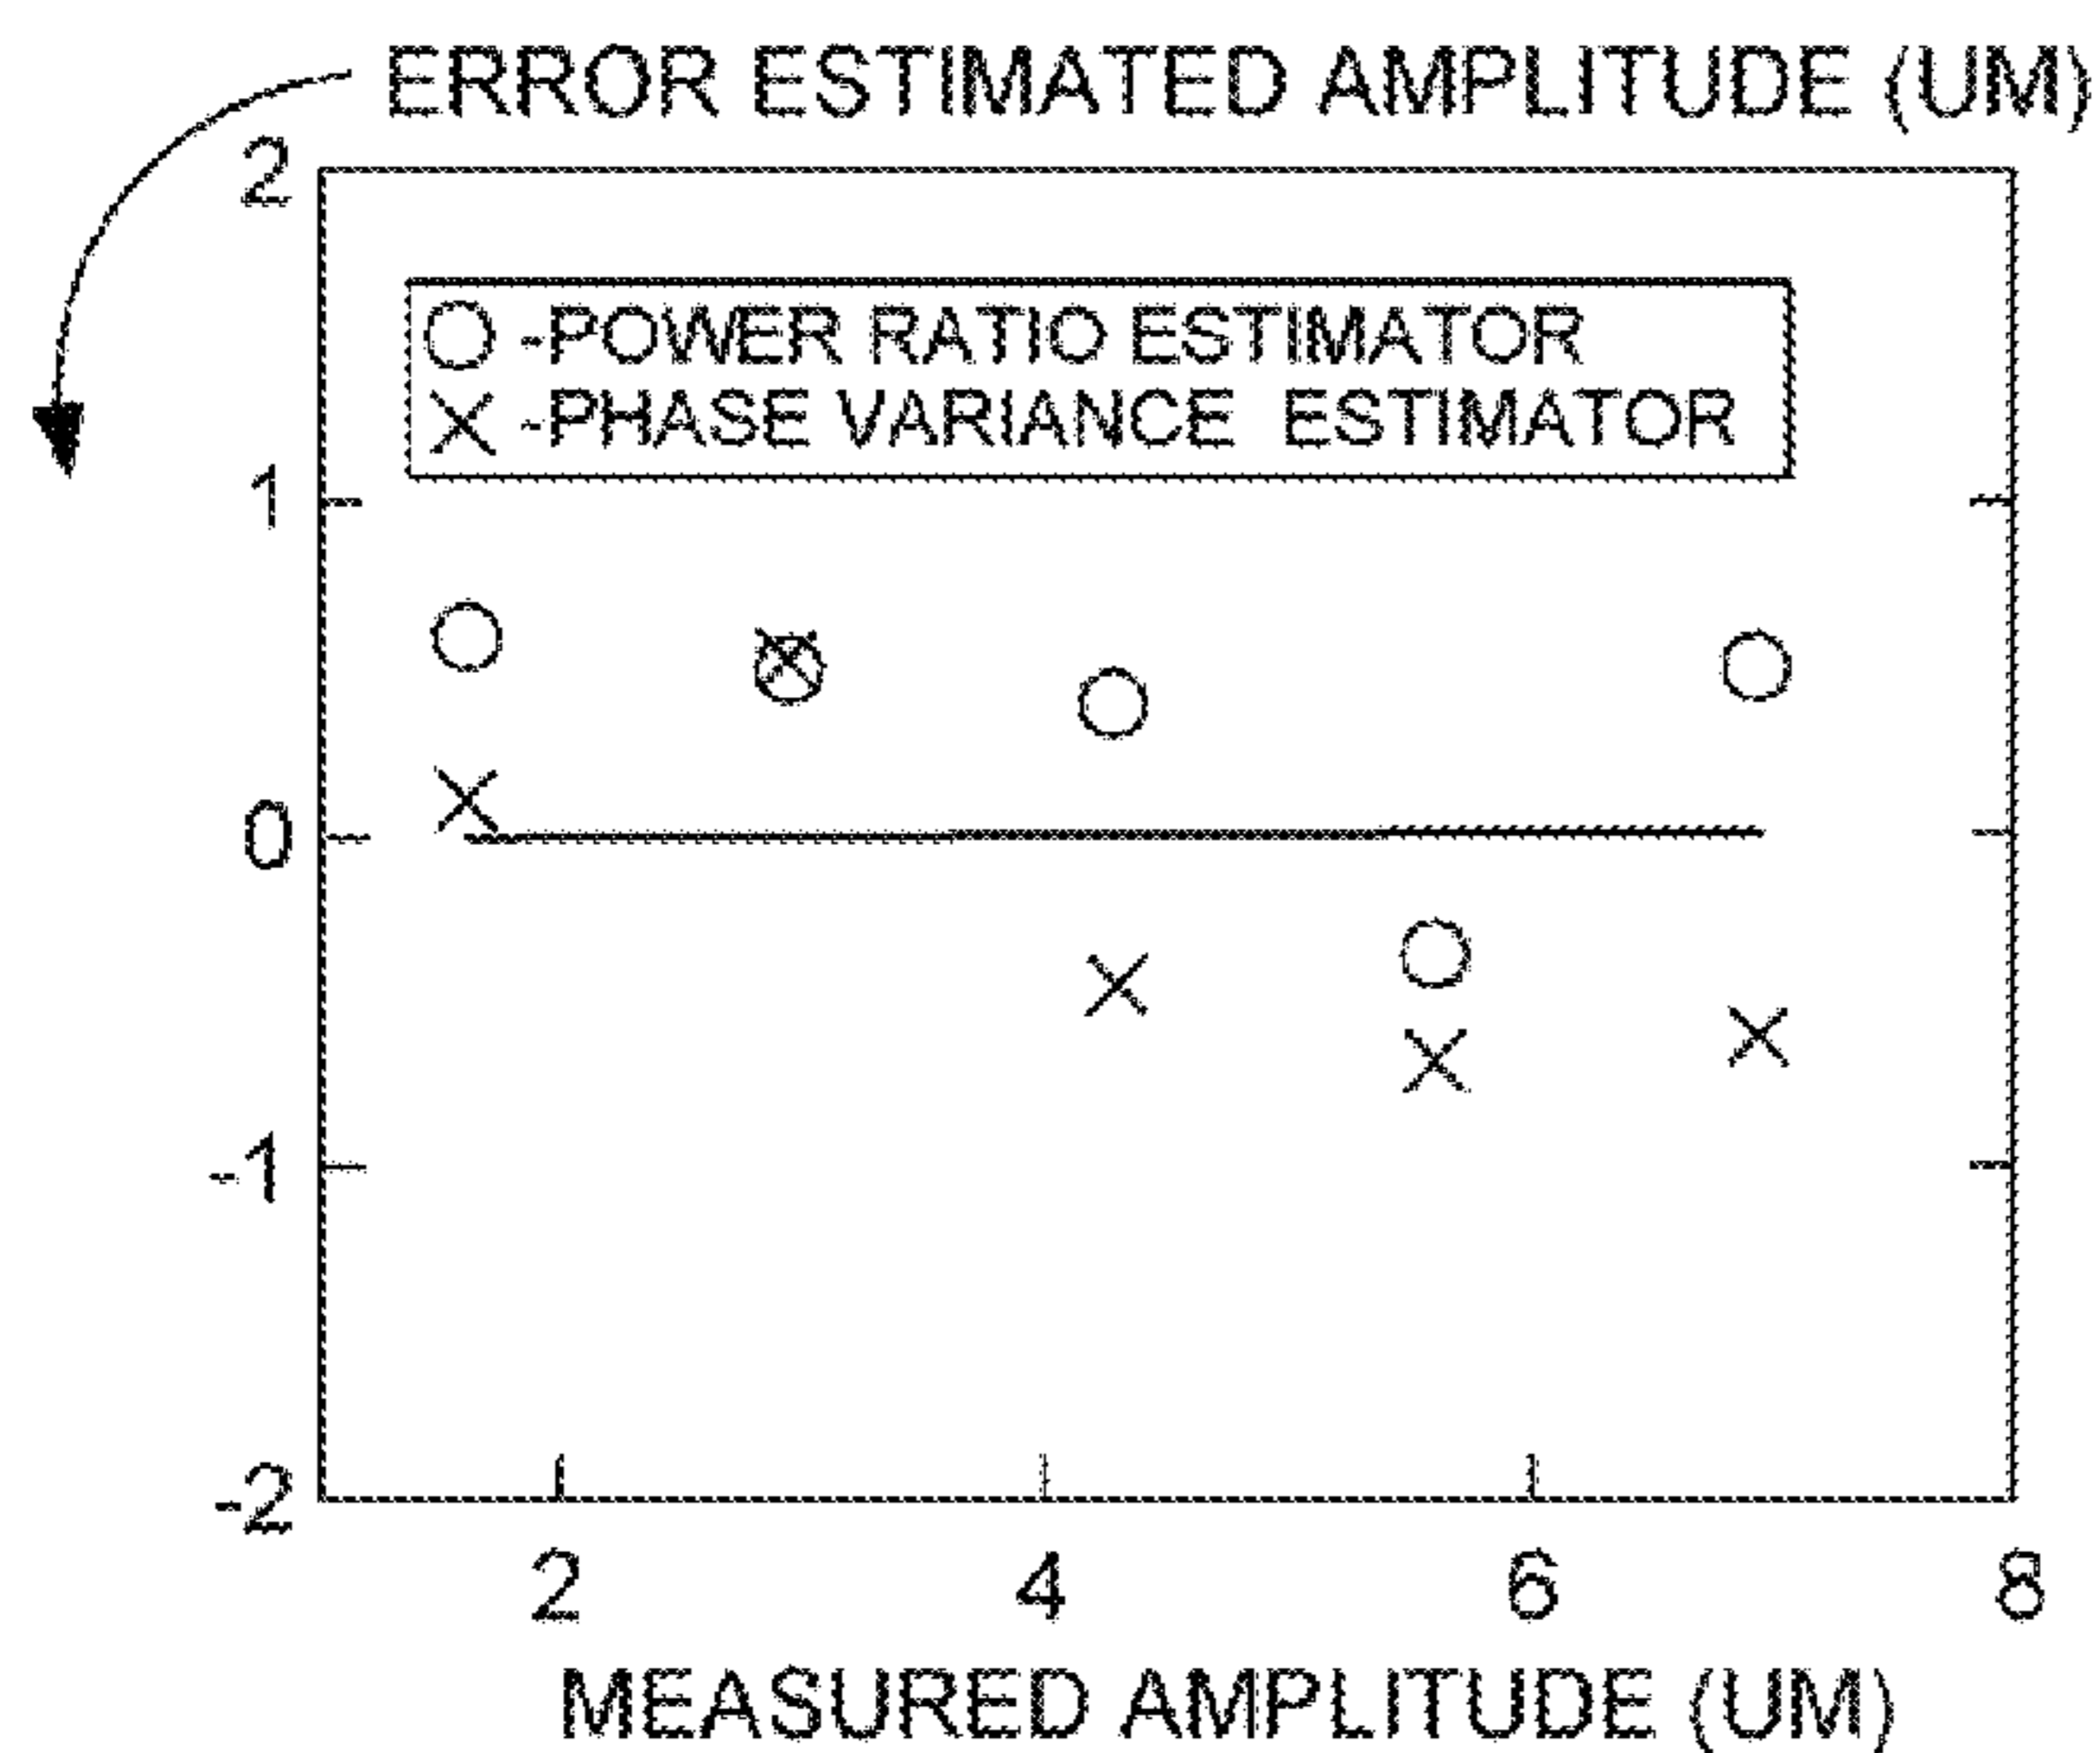 ERROR ESTIMATED AMPLITUDE (UM)
2
-POWER RATIO ESTIMATOR
-PHASE VARIANCE ESTIMATOR
1
0
-1
-2
2 4 6 8
MEASURED AMPLITUDE (UM)